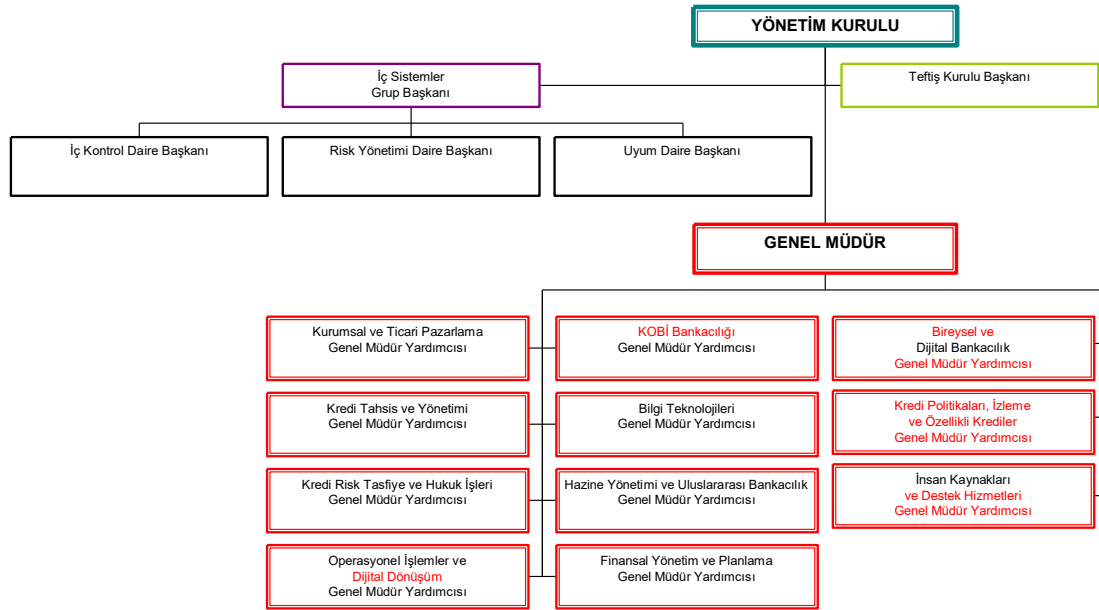 YÖNETİM KURULU
İç Sistemler
Grup Başkanı
Teftiş Kurulu Başkanı
İç Kontrol Daire Başkanı
Risk Yönetimi Daire Başkanı
Uyum Daire Başkanı
GENEL MÜDÜR
Kurumsal ve Ticari Pazarlama
Genel Müdür Yardımcısı
KOBİ Bankacılığı
Genel Müdür Yardımcısı
Bireysel ve
Dijital Bankacılık
Genel Müdür Yardımcısı
Kredi Tahsis ve Yönetimi
Genel Müdür Yardımcısı
Bilgi Teknolojileri
Genel Müdür Yardımcısı
Kredi Politikaları, İzleme
ve Özellikli Krediler
Genel Müdür Yardımcısı
Kredi Risk Tasfiye ve Hukuk İşleri
Genel Müdür Yardımcısı
Hazine Yönetimi ve Uluslararası Bankacılık
Genel Müdür Yardımcısı
İnsan Kaynakları
ve Destek Hizmetleri
Genel Müdür Yardımcısı
Operasyonel İşlemler ve
Dijital Dönüşüm
Genel Müdür Yardımcısı
Finansal Yönetim ve Planlama
Genel Müdür Yardımcısı